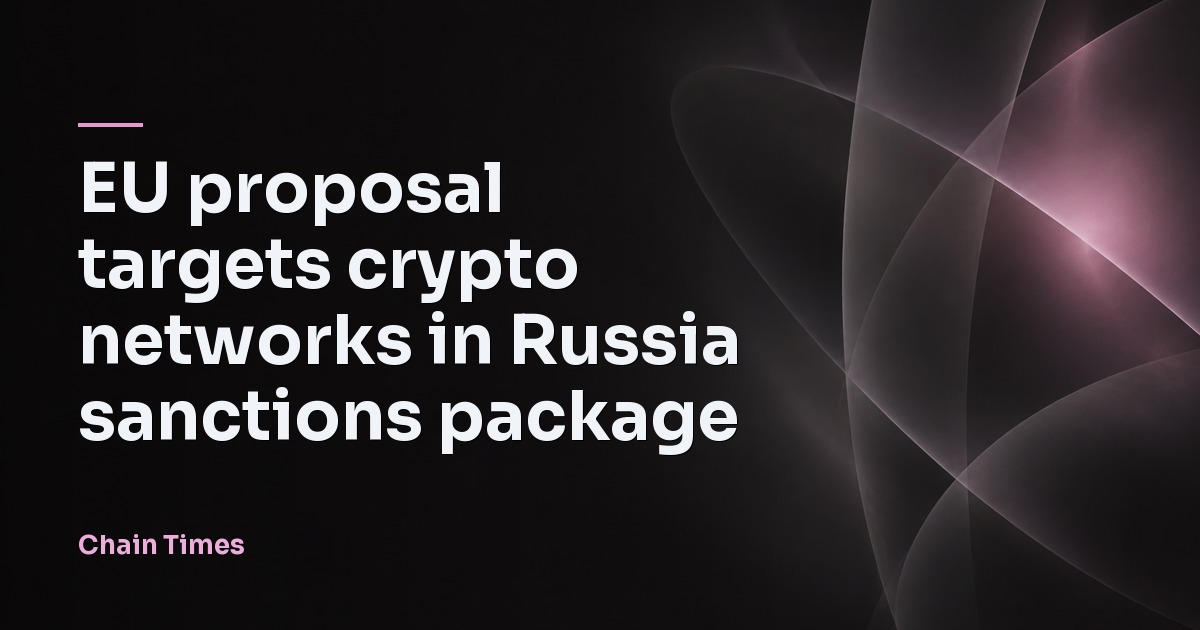 EU proposal
targets crypto
networks in Russia
sanctions package
Chain Times